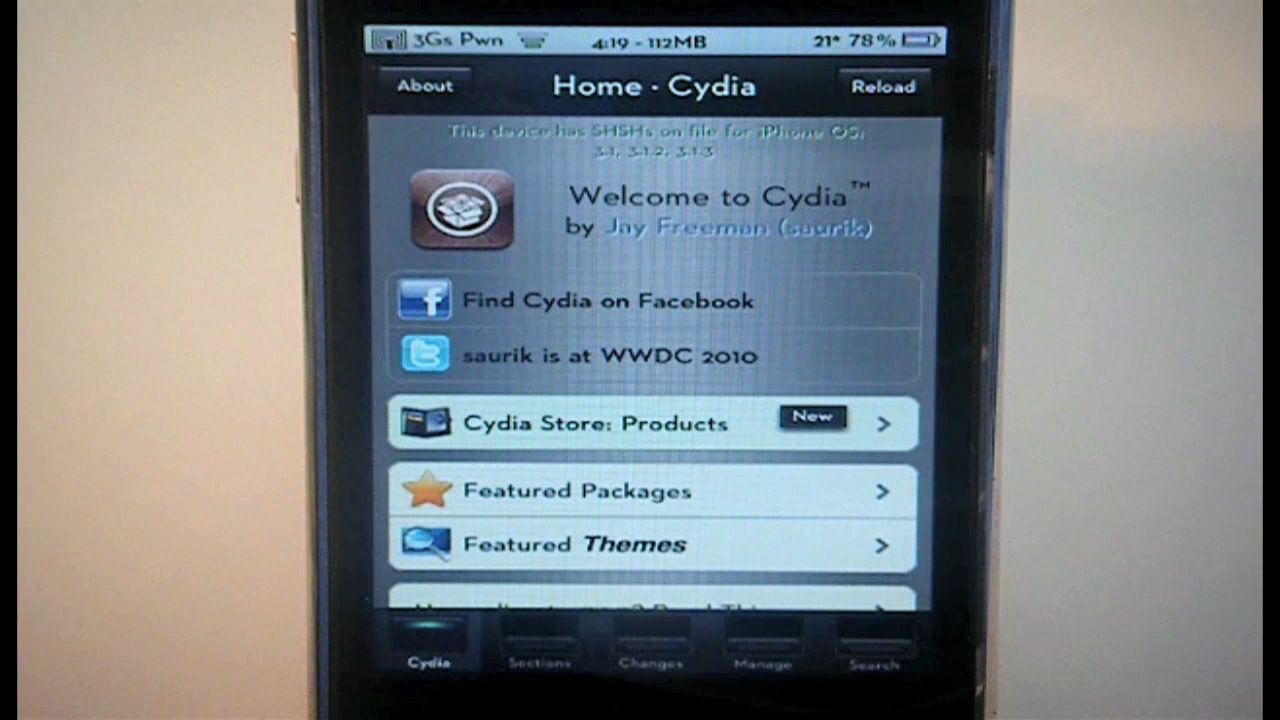 3Gs Pwn 4:19 - 112MB 21° 78%
About Home · Cydia Reload
This device has SHSHs on file for iPhone OS:
3.1, 3.1.2, 3.1.3
Welcome to Cydia™
by Jay Freeman (saurik)
Find Cydia on Facebook
saurik is at WWDC 2010
Cydia Store: Products New
Featured Packages
Featured Themes
Cydia Sections Changes Manage Search